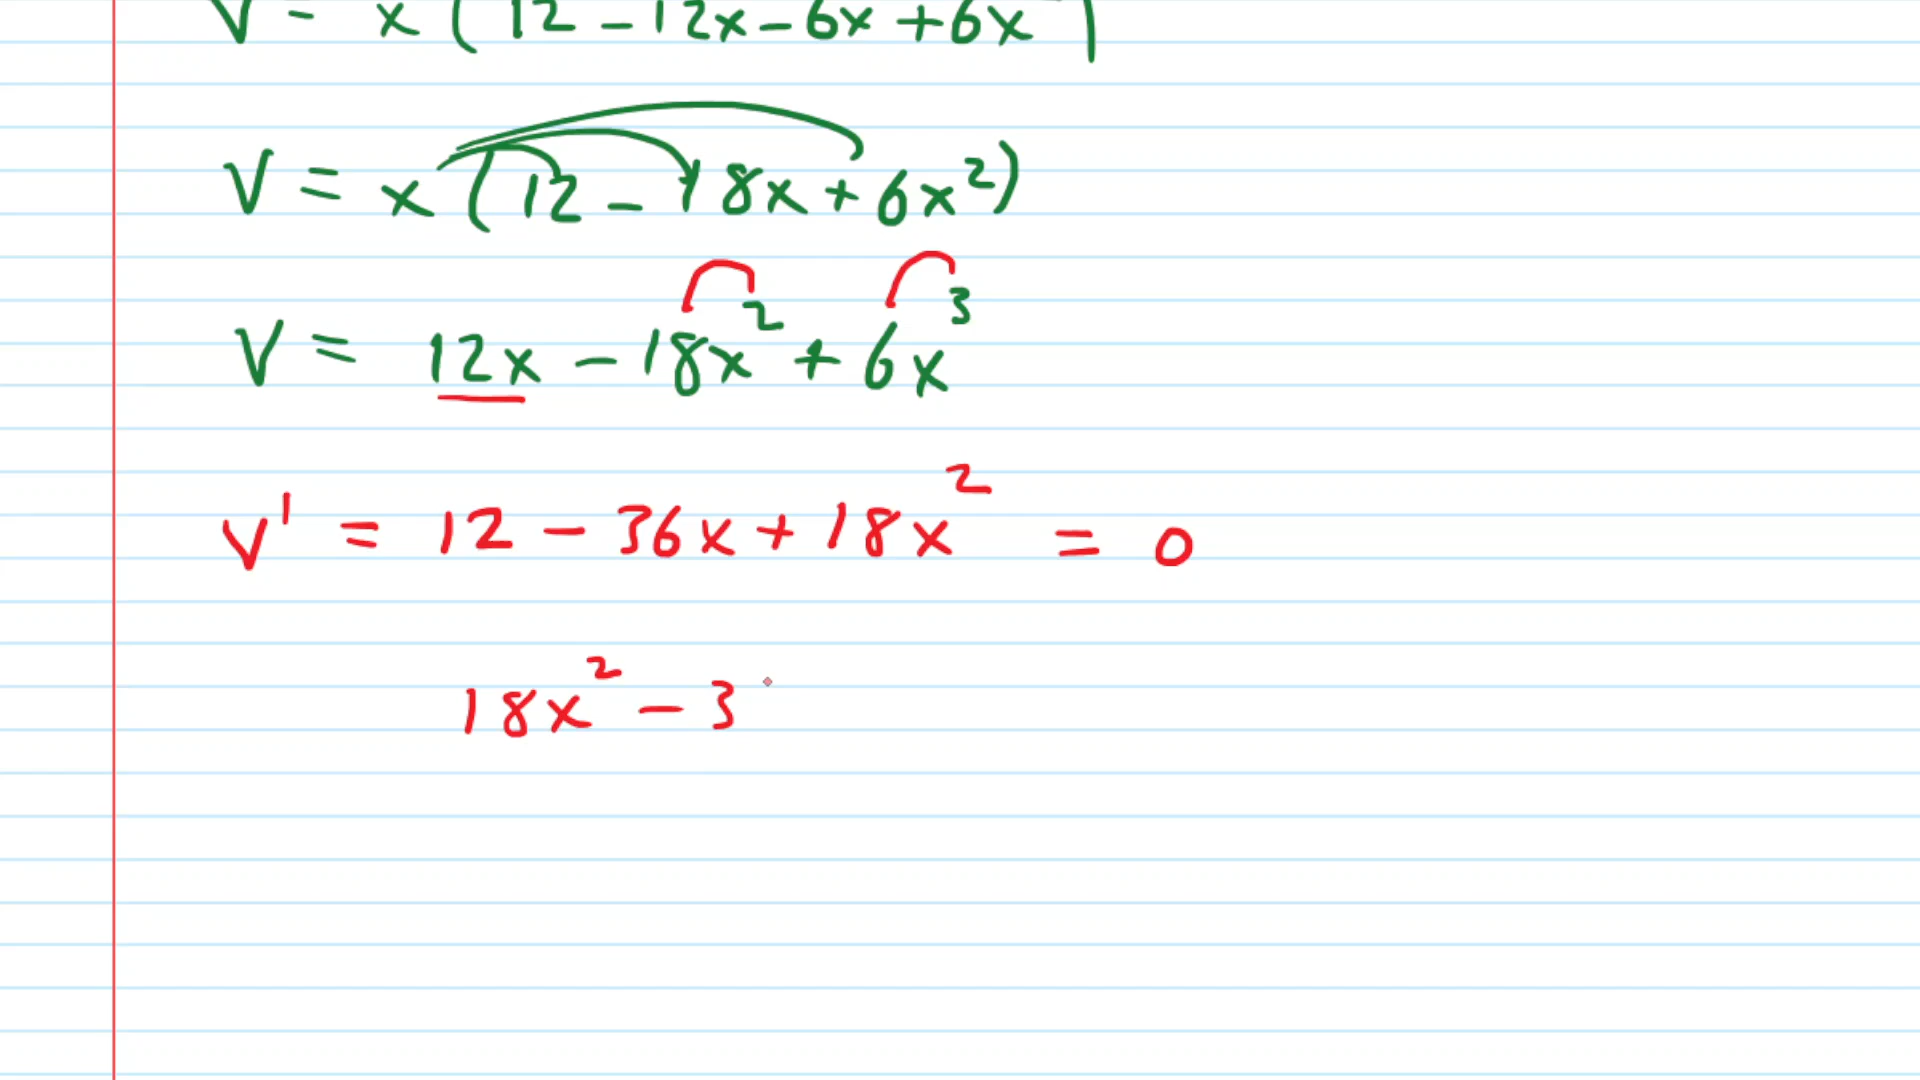 V = x(12 - 12x - 6x + 6x )
V = x(12 - 18x + 6x²)
V = 12x - 18x² + 6x³
V' = 12 - 36x + 18x² = 0
18x² - 3